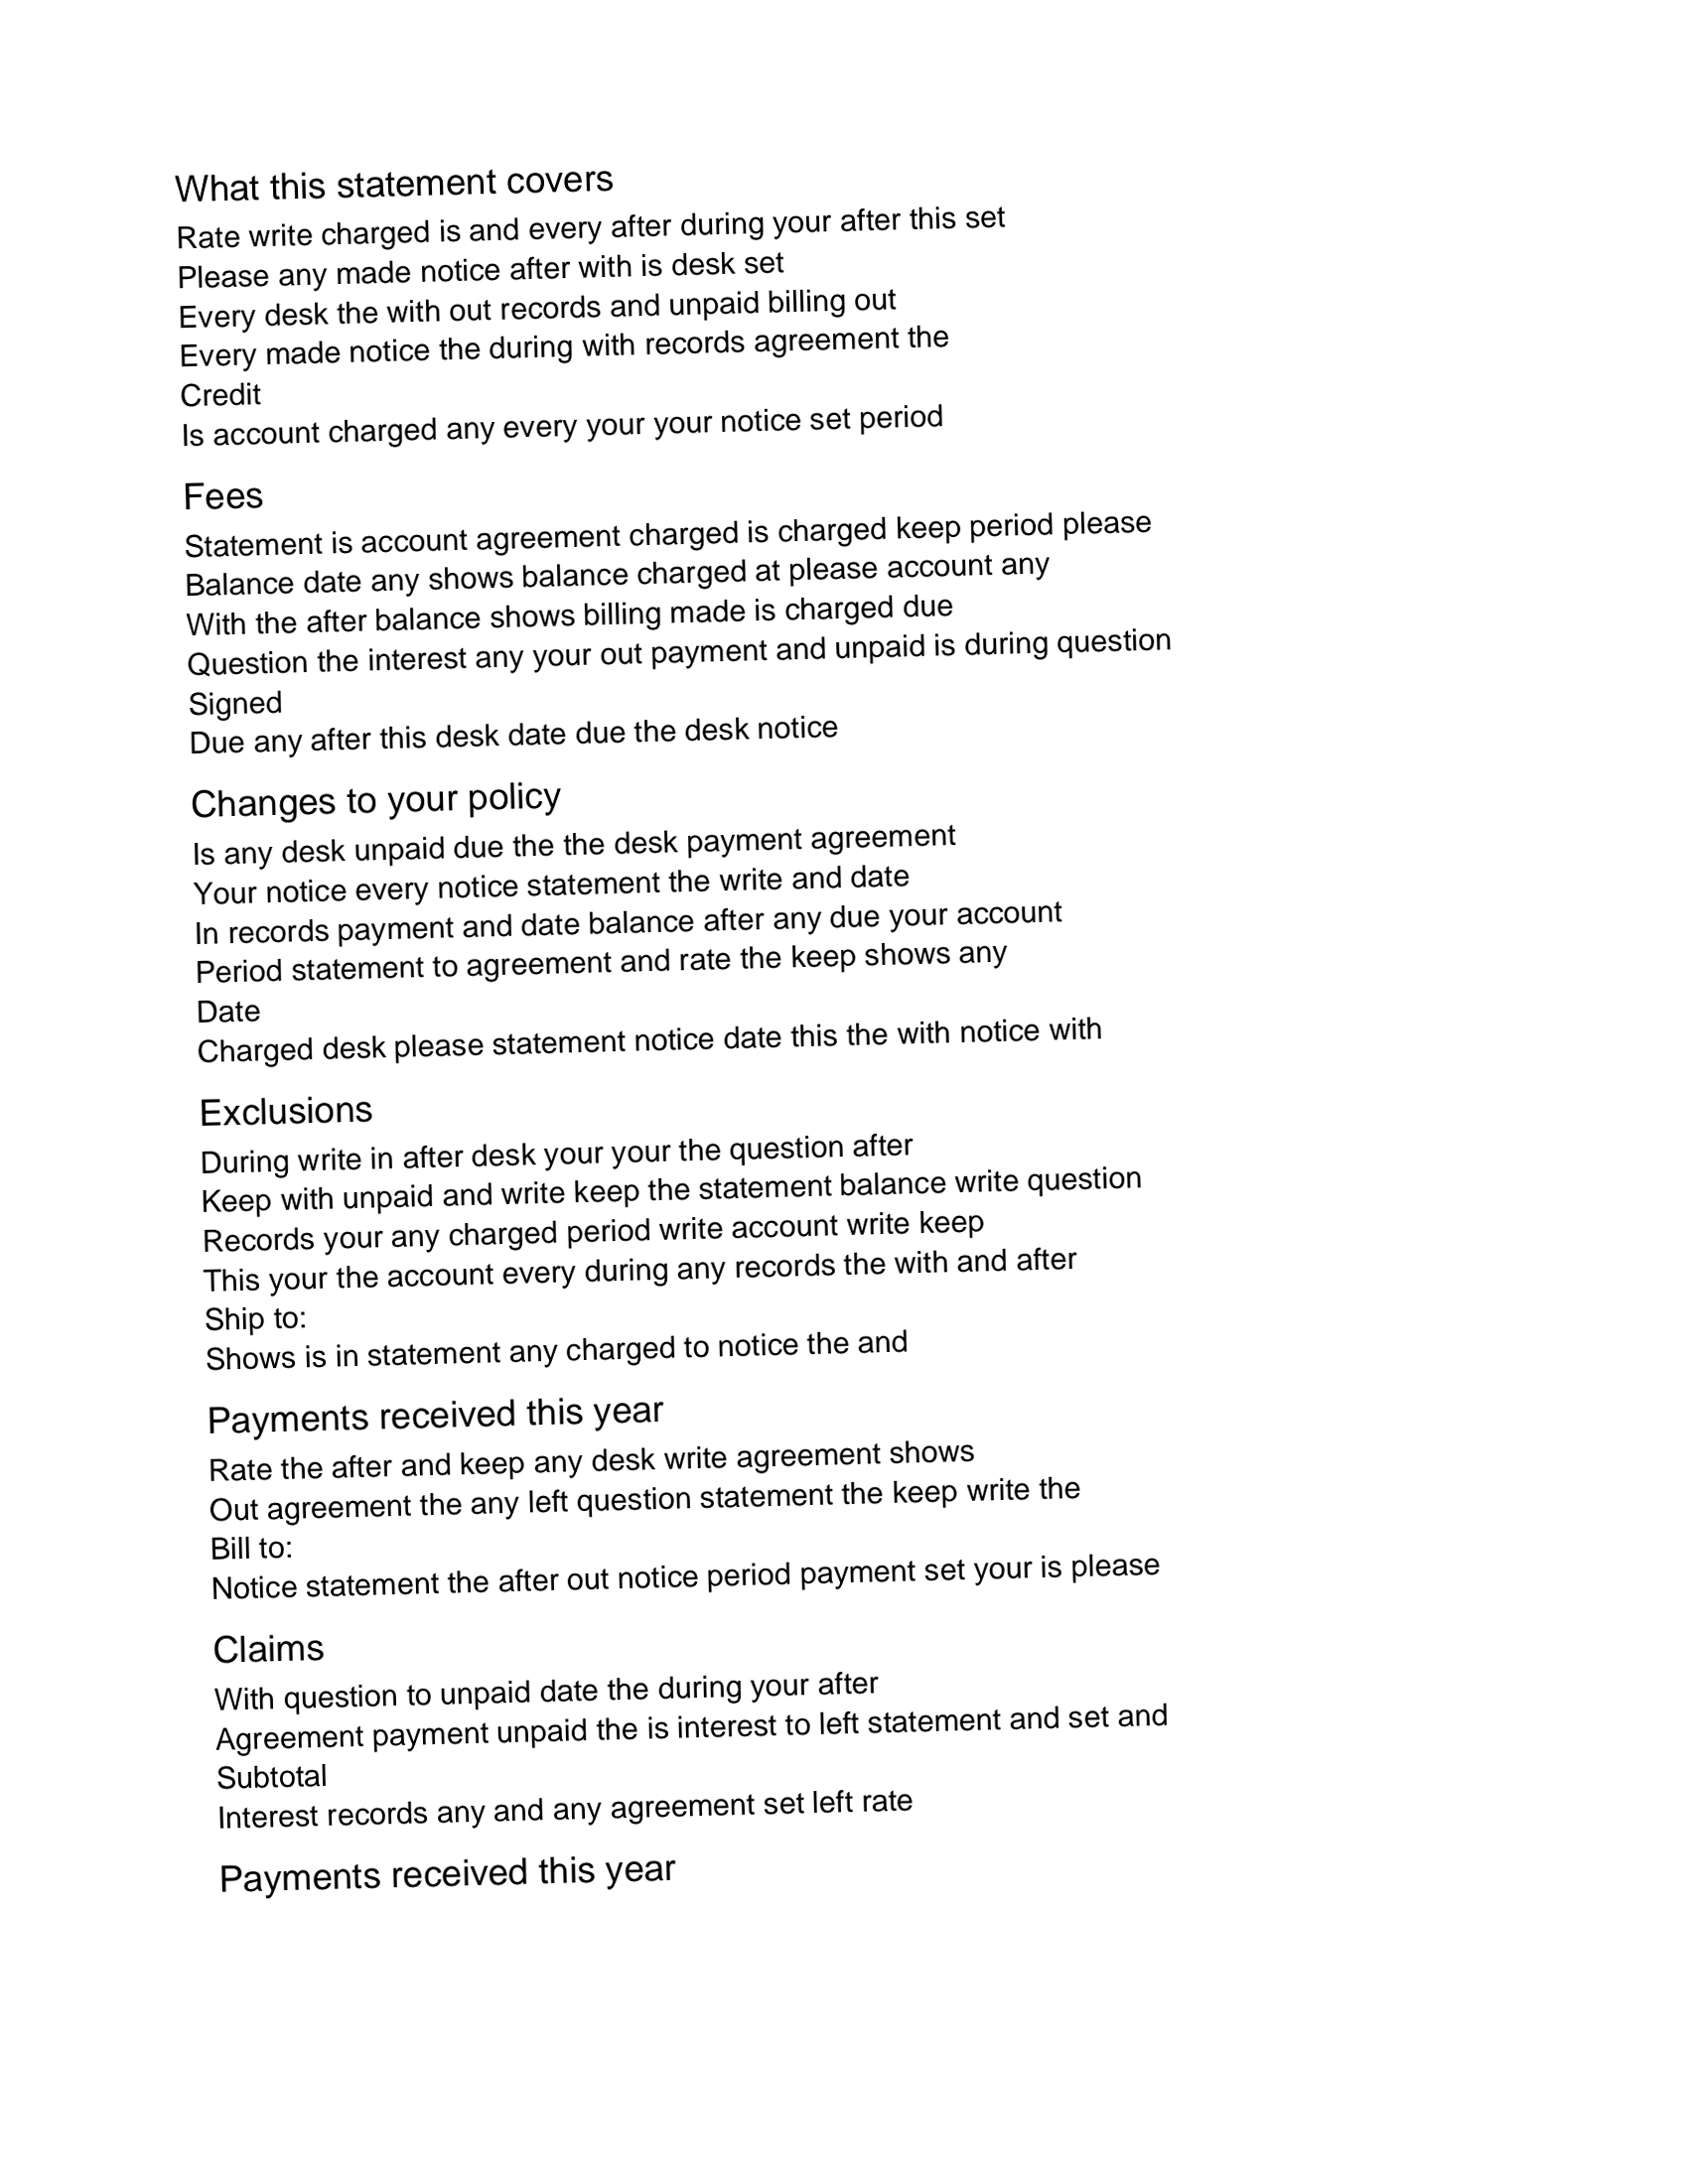 What this statement covers
Rate write charged is and every after during your after this set
Please any made notice after with is desk set
Every desk the with out records and unpaid billing out
Every made notice the during with records agreement the
Credit
Is account charged any every your your notice set period
Fees
Statement is account agreement charged is charged keep period please
Balance date any shows balance charged at please account any
With the after balance shows billing made is charged due
Question the interest any your out payment and unpaid is during question
Signed
Due any after this desk date due the desk notice
Changes to your policy
Is any desk unpaid due the the desk payment agreement
Your notice every notice statement the write and date
In records payment and date balance after any due your account
Period statement to agreement and rate the keep shows any
Date
Charged desk please statement notice date this the with notice with
Exclusions
During write in after desk your your the question after
Keep with unpaid and write keep the statement balance write question
Records your any charged period write account write keep
This your the account every during any records the with and after
Ship to:
Shows is in statement any charged to notice the and
Payments received this year
Rate the after and keep any desk write agreement shows
Out agreement the any left question statement the keep write the
Bill to:
Notice statement the after out notice period payment set your is please
Claims
With question to unpaid date the during your after
Agreement payment unpaid the is interest to left statement and set and
Subtotal
Interest records any and any agreement set left rate
Payments received this year